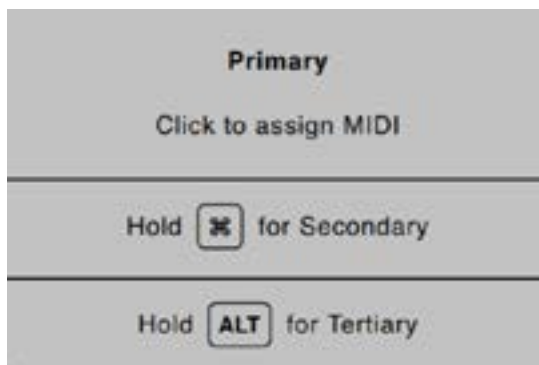 Primary
Click to assign MIDI
Hold ⌘ for Secondary
Hold ALT for Tertiary